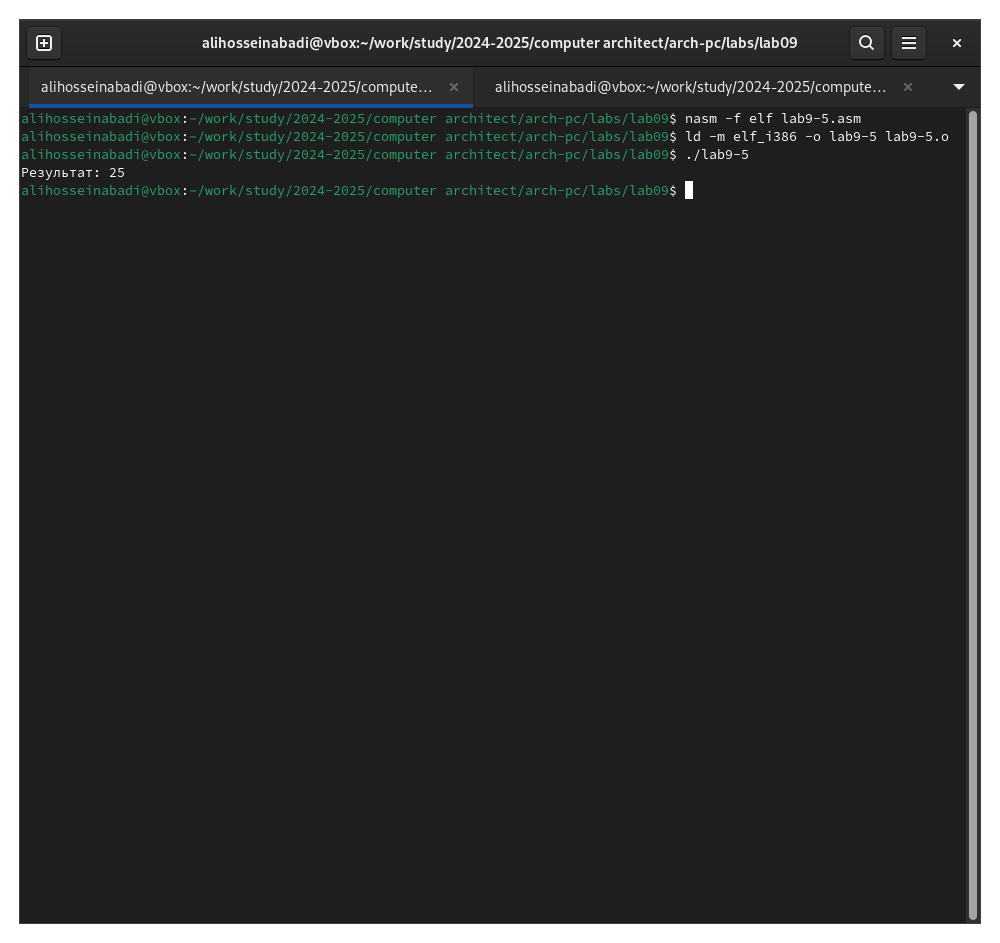 alihosseinabadi@vbox:~/work/study/2024-2025/computer architect/arch-pc/labs/lab09
alihosseinabadi@vbox:~/work/study/2024-2025/compute...
alihosseinabadi@vbox:~/work/study/2024-2025/compute...
alihosseinabadi@vbox:~/work/study/2024-2025/computer architect/arch-pc/labs/lab09$ nasm -f elf lab9-5.asm
alihosseinabadi@vbox:~/work/study/2024-2025/computer architect/arch-pc/labs/lab09$ ld -m elf_i386 -o lab9-5 lab9-5.o
alihosseinabadi@vbox:~/work/study/2024-2025/computer architect/arch-pc/labs/lab09$ ./lab9-5
Результат: 25
alihosseinabadi@vbox:~/work/study/2024-2025/computer architect/arch-pc/labs/lab09$